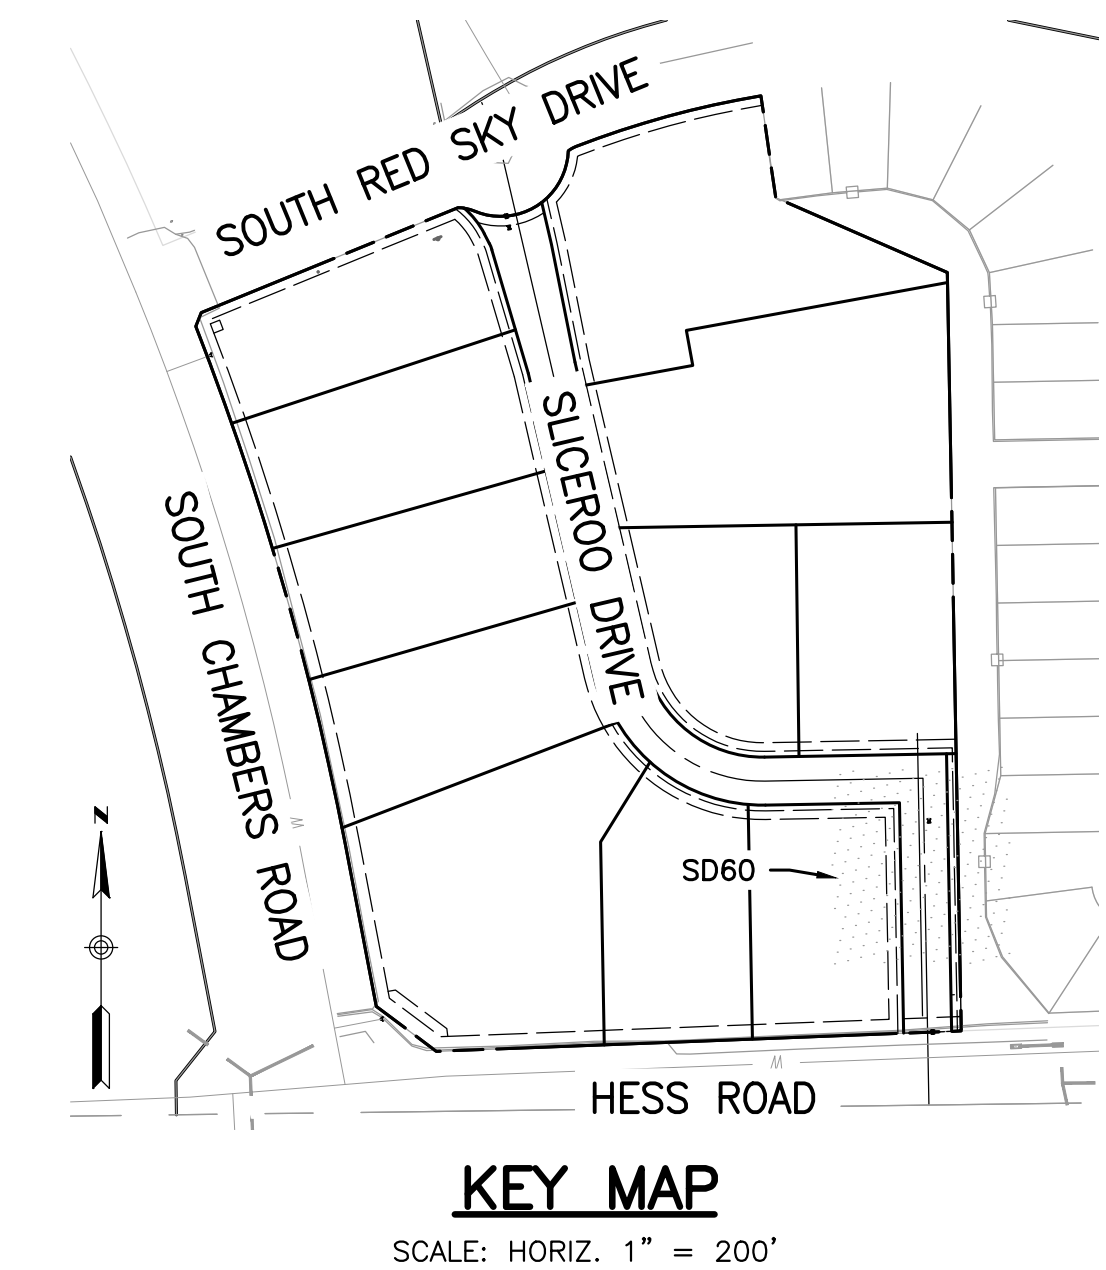 SOUTH RED SKY DRIVE
SLICEROO DRIVE
SOUTH CHAMBERS ROAD
N
W
SD60
W
HESS ROAD
KEY MAP
SCALE: HORIZ. 1" = 200'